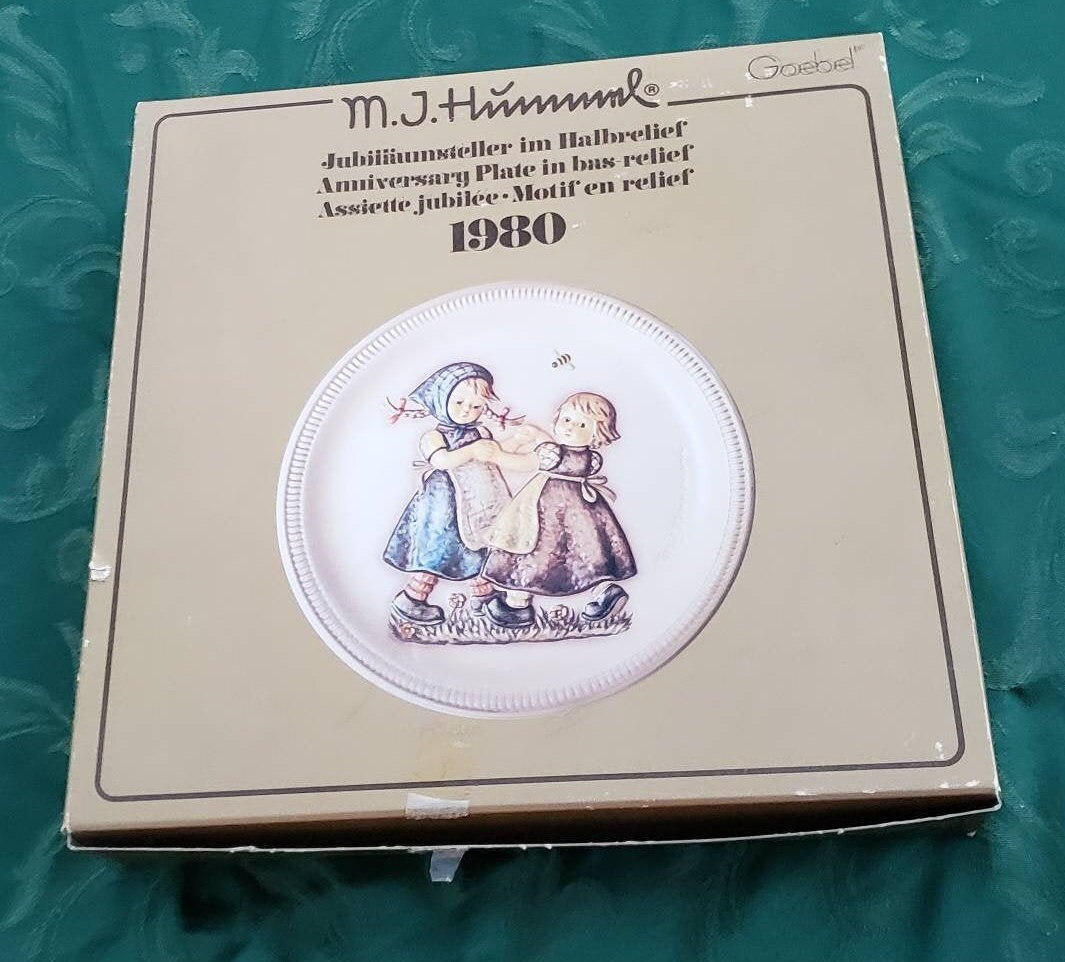 Goebel
M.J.Hummel®
Jubiläumsteller im Halbrelief
Anniversary Plate in bas-relief
Assiette jubilée · Motif en relief
1980